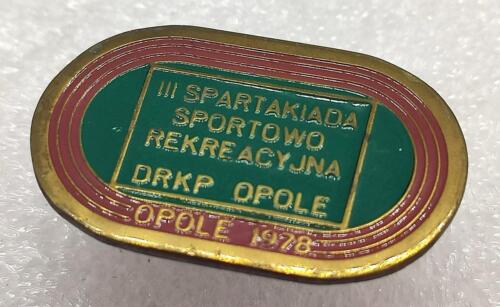 III SPARTAKIADA
SPORTOWO
REKREACYJNA
DRKP OPOLE
OPOLE 1978